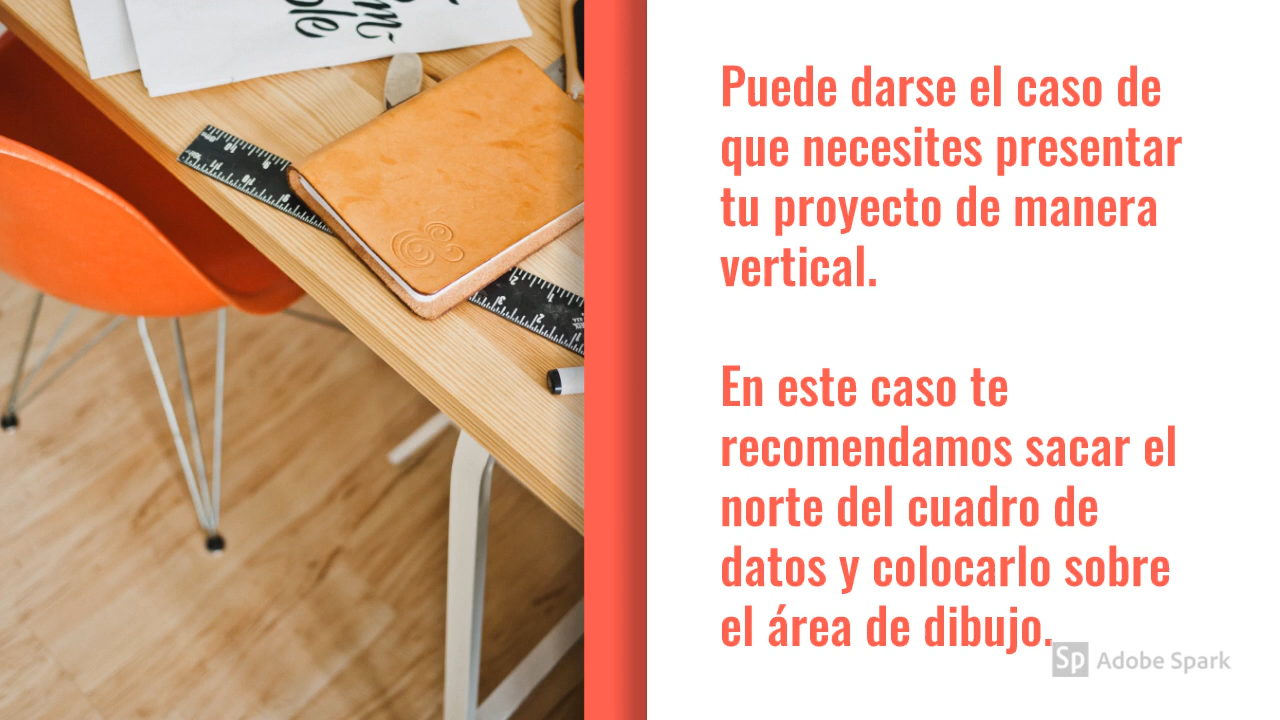 Puede darse el caso de
que necesites presentar
tu proyecto de manera
vertical.
En este caso te
recomendamos sacar el
norte del cuadro de
datos y colocarlo sobre
el área de dibujo.
Sp Adobe Spark